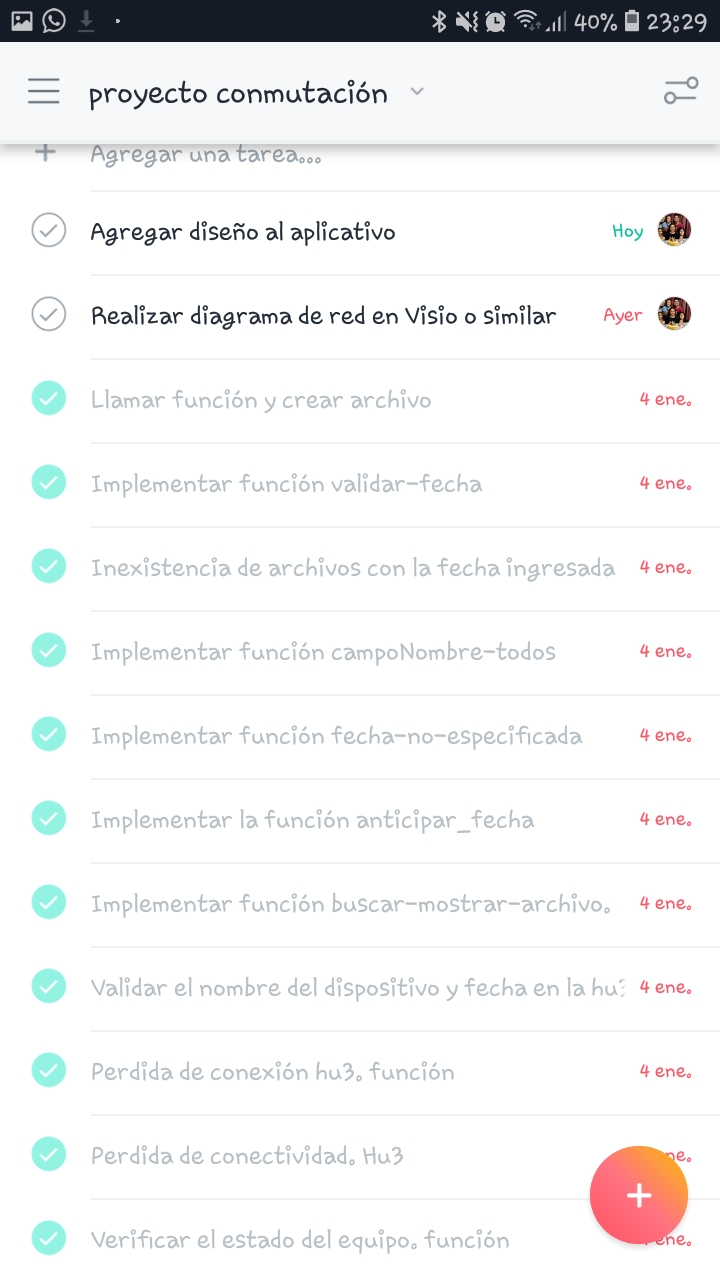 40% 23:29
proyecto conmutación
Agregar una tarea...
Agregar diseño al aplicativo Hoy
Realizar diagrama de red en Visio o similar Ayer
Llamar función y crear archivo 4 ene.
Implementar función validar-fecha 4 ene.
Inexistencia de archivos con la fecha ingresada 4 ene.
Implementar función campoNombre-todos 4 ene.
Implementar función fecha-no-especificada 4 ene.
Implementar la función anticipar_fecha 4 ene.
Implementar función buscar-mostrar-archivo. 4 ene.
Validar el nombre del dispositivo y fecha en la 4 ene.
Perdida de conexión hu3. función 4 ene.
Perdida de conectividad. Hu3
Verificar el estado del equipo. función ene.